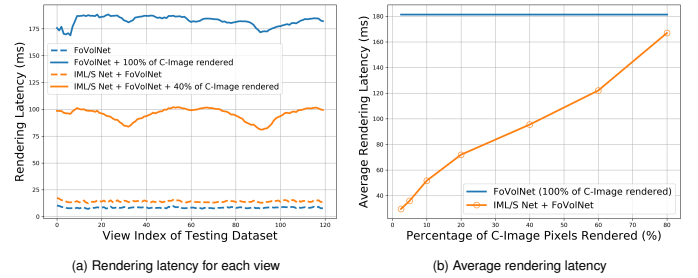 200
175
150
125
100
75
50
25
0
Rendering Latency (ms)
FoVolNet
FoVolNet + 100% of C-Image rendered
IML/S Net + FoVolNet
IML/S Net + FoVolNet + 40% of C-Image rendered
0 20 40 60 80 100 120
View Index of Testing Dataset
(a) Rendering latency for each view
180
160
140
120
100
80
60
40
Average Rendering Latency (ms)
FoVolNet (100% of C-Image rendered)
IML/S Net + FoVolNet
0 10 20 30 40 50 60 70 80
Percentage of C-Image Pixels Rendered (%)
(b) Average rendering latency